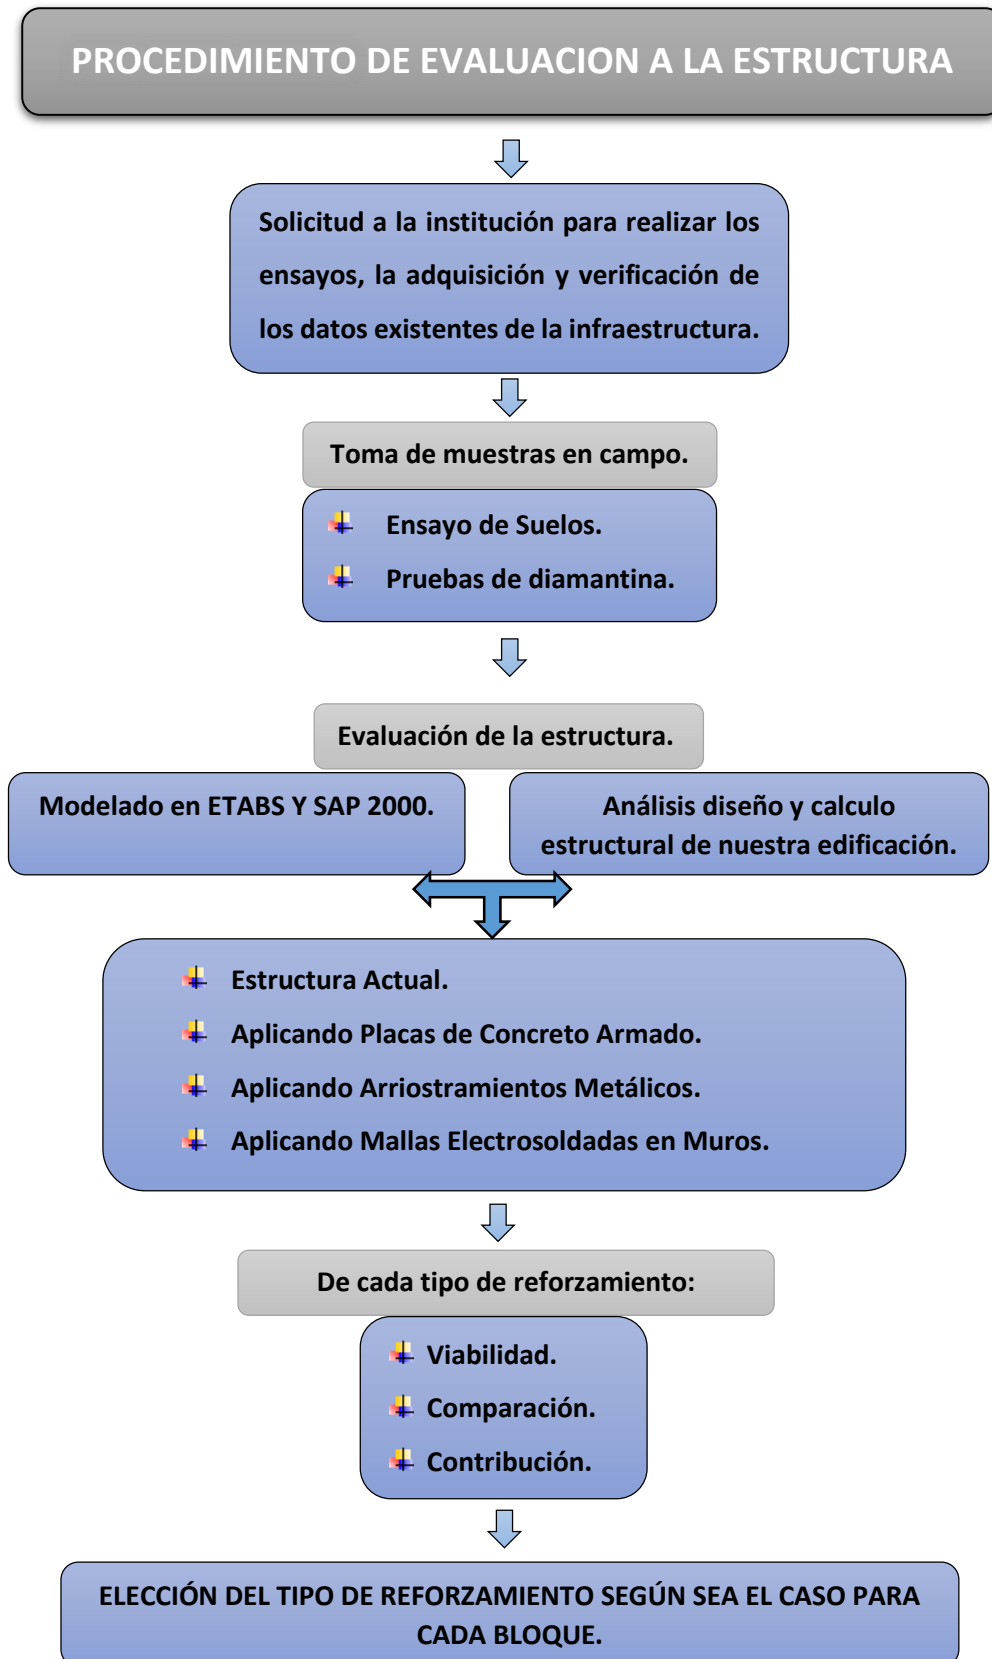 PROCEDIMIENTO DE EVALUACION A LA ESTRUCTURA
Solicitud a la institución para realizar los
ensayos, la adquisición y verificación de
los datos existentes de la infraestructura.
Toma de muestras en campo.
Ensayo de Suelos.
Pruebas de diamantina.
Evaluación de la estructura.
Modelado en ETABS Y SAP 2000.
Análisis diseño y calculo
estructural de nuestra edificación.
Estructura Actual.
Aplicando Placas de Concreto Armado.
Aplicando Arriostramientos Metálicos.
Aplicando Mallas Electrosoldadas en Muros.
De cada tipo de reforzamiento:
Viabilidad.
Comparación.
Contribución.
ELECCIÓN DEL TIPO DE REFORZAMIENTO SEGÚN SEA EL CASO PARA
CADA BLOQUE.